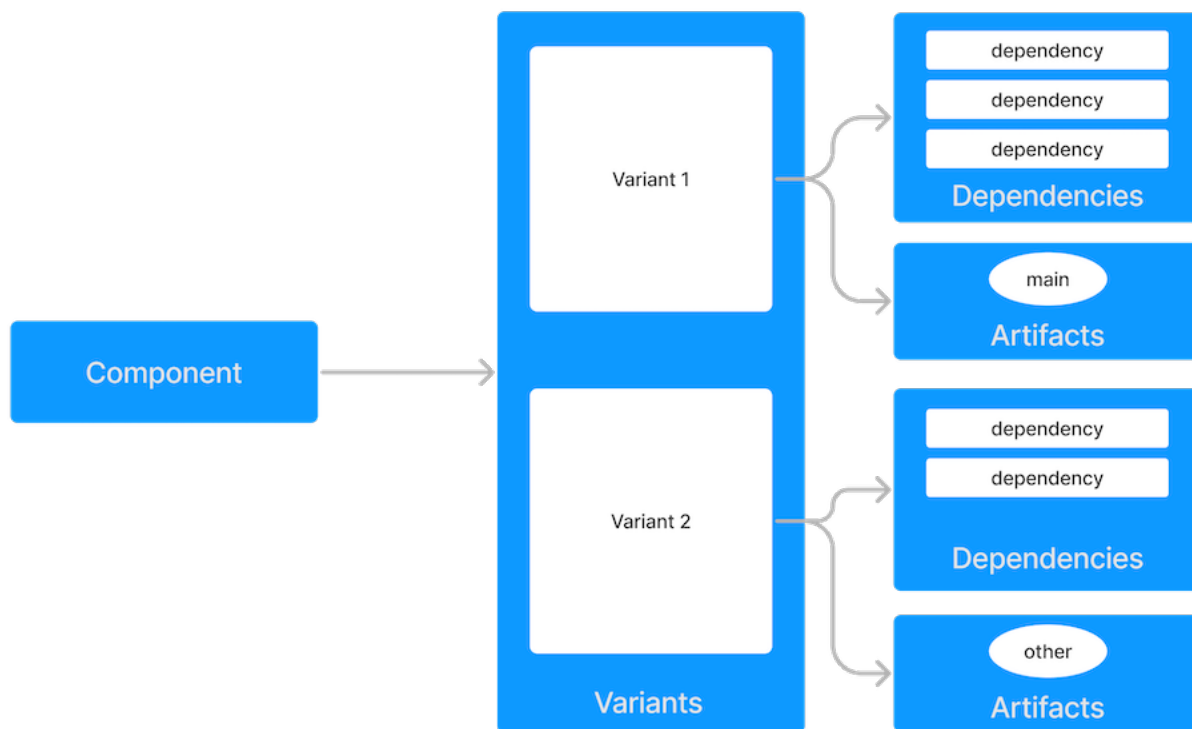 Component
Variant 1
Variant 2
Variants
dependency
dependency
dependency
Dependencies
main
Artifacts
dependency
dependency
Dependencies
other
Artifacts